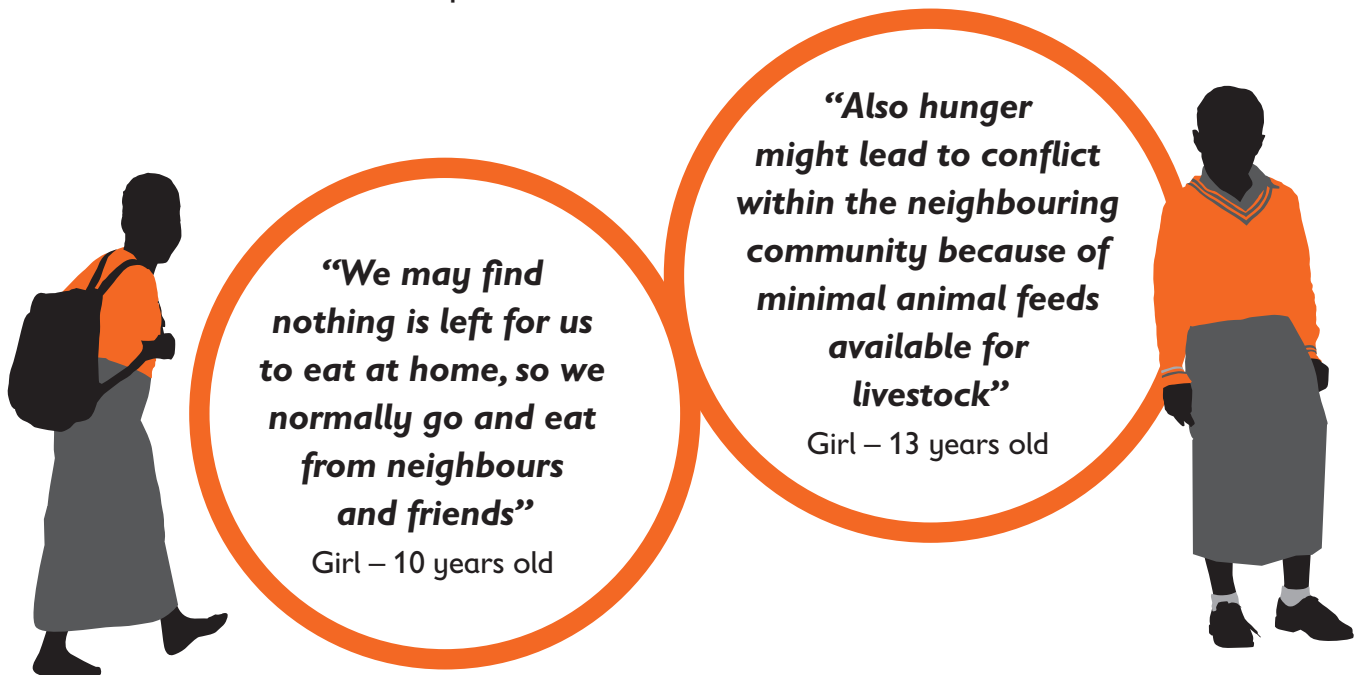 “We may find
nothing is left for us
to eat at home, so we
normally go and eat
from neighbours
and friends”
Girl – 10 years old
“Also hunger
might lead to conflict
within the neighbouring
community because of
minimal animal feeds
available for
livestock”
Girl – 13 years old